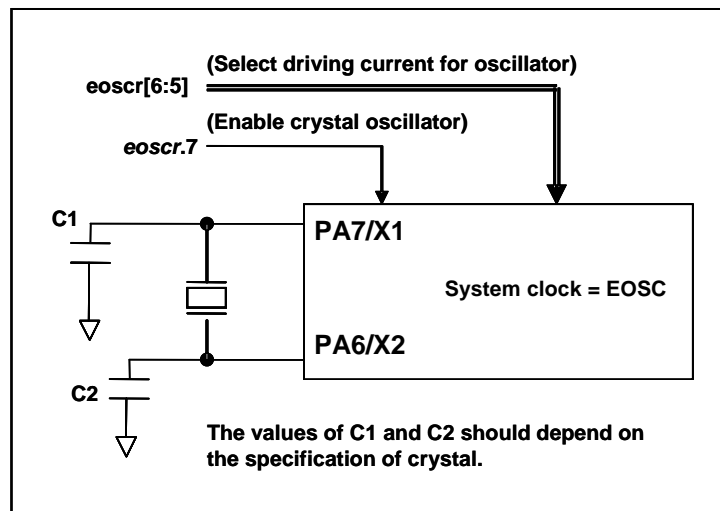 (Select driving current for oscillator)
eoscr[6:5]
(Enable crystal oscillator)
eoscr.7
C1
PA7/X1
System clock = EOSC
PA6/X2
C2
The values of C1 and C2 should depend on
the specification of crystal.